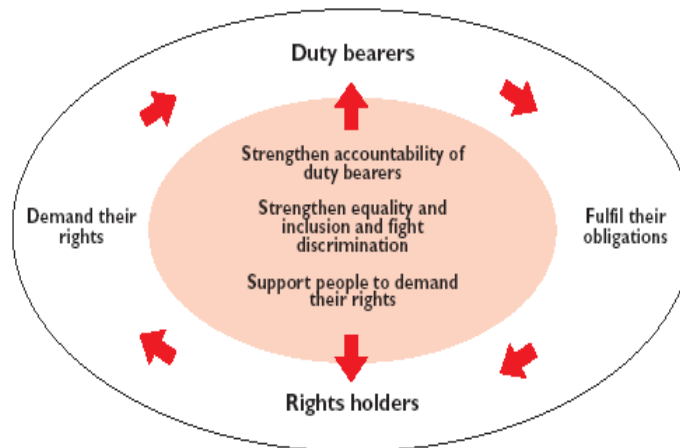 Duty bearers
Strengthen accountability of
duty bearers
Demand their
rights
Strengthen equality and
inclusion and fight
discrimination
Fulfil their
obligations
Support people to demand
their rights
Rights holders